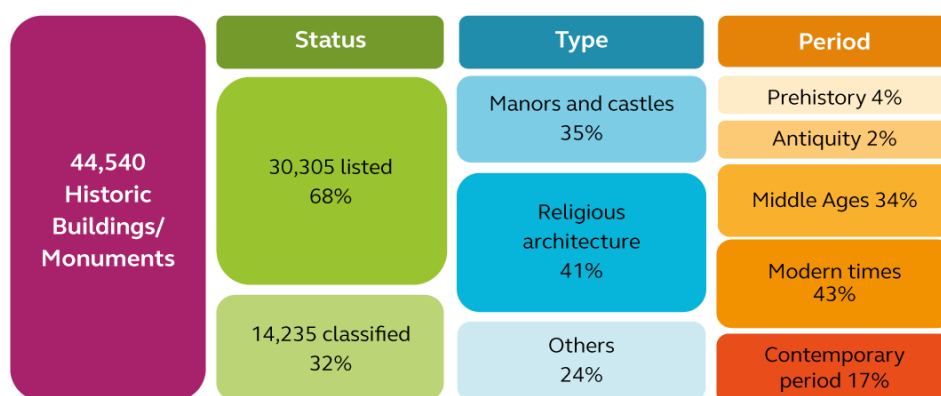 44,540
Historic
Buildings/
Monuments
Status
30,305 listed
68%
14,235 classified
32%
Type
Manors and castles
35%
Religious
architecture
41%
Others
24%
Period
Prehistory 4%
Antiquity 2%
Middle Ages 34%
Modern times
43%
Contemporary
period 17%